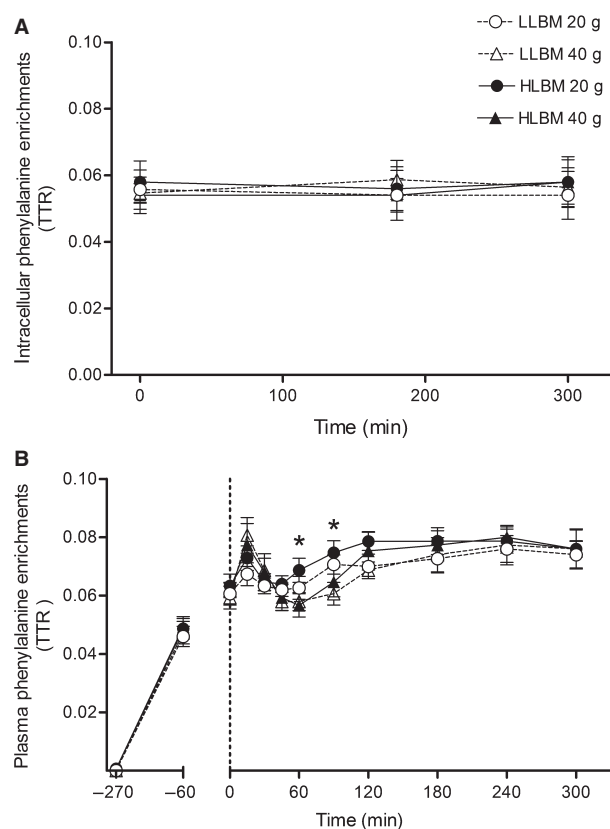 A
LLBM 20 g
LLBM 40 g
HLBM 20 g
HLBM 40 g
Intracellular phenylalanine enrichments
(TTR)
0.10
0.08
0.06
0.04
0.02
0.00
0
100
200
300
Time (min)
B
Plasma phenylalanine enrichments
(TTR )
0.10
0.08
0.06
0.04
0.02
*
*
–270
–60
0
60
120
180
240
300
Time (min)